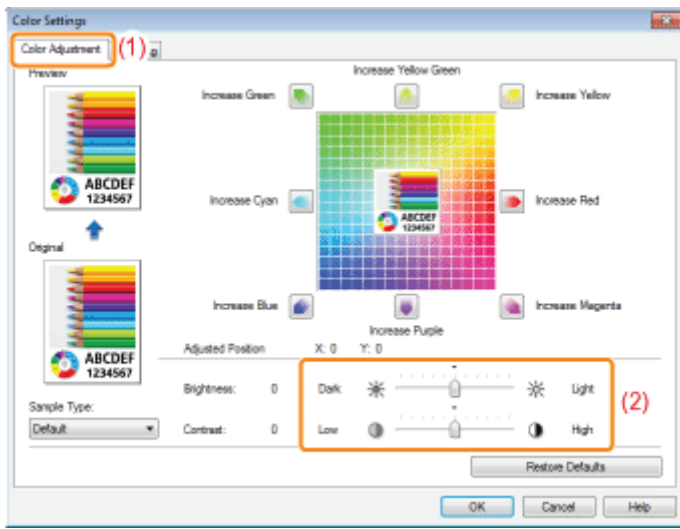 Color Settings
Color Adjustment (1)
Preview
Increase Yellow Green
Increase Green
Increase Yellow
ABCDEF
1234567
Increase Cyan
Increase Red
ABCDEF
1234567
Original
Increase Blue
Increase Magenta
Increase Purple
ABCDEF
1234567
Adjusted Position X: 0 Y: 0
Brightness: 0 Dark Light
(2)
Sample Type:
Default
Contrast: 0 Low High
Restore Defaults
OK Cancel Help